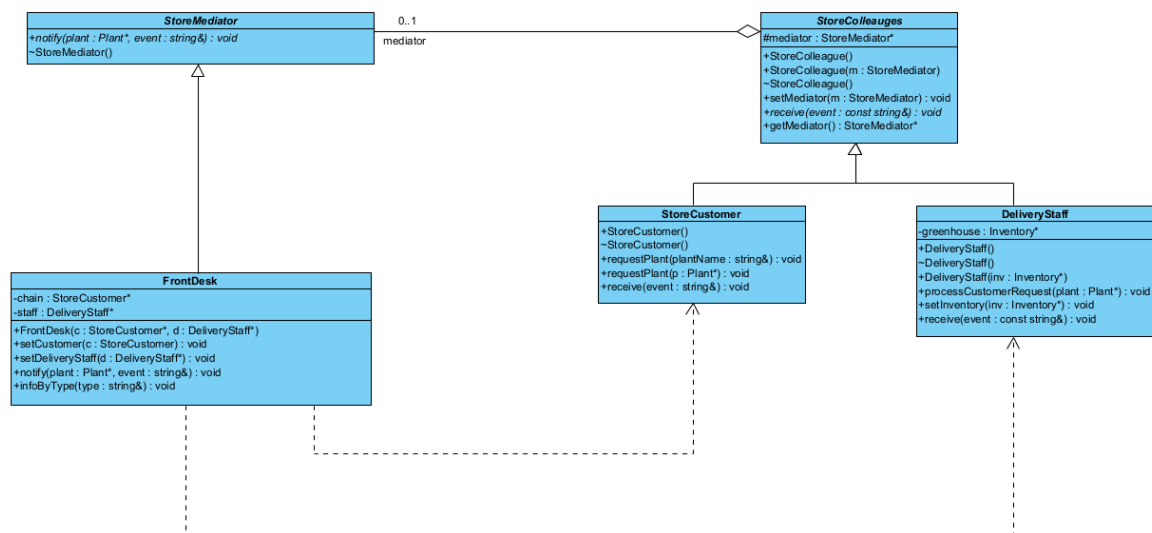 StoreMediator
+notify(plant : Plant*, event : string&) : void
~StoreMediator()
0..1
mediator
StoreColleauges
#mediator : StoreMediator*
+StoreColleague()
+StoreColleague(m : StoreMediator)
~StoreColleague()
+setMediator(m : StoreMediator) : void
+receive(event : const string&) : void
+getMediator() : StoreMediator*
StoreCustomer
+StoreCustomer()
~StoreCustomer()
+requestPlant(plantName : string&) : void
+requestPlant(p : Plant*) : void
+receive(event : string&) : void
DeliveryStaff
-greenhouse : Inventory*
+DeliveryStaff()
~DeliveryStaff()
+DeliveryStaff(inv : Inventory*)
+processCustomerRequest(plant : Plant*) : void
+setInventory(inv : Inventory*) : void
+receive(event : const string&) : void
FrontDesk
-chain : StoreCustomer*
-staff : DeliveryStaff*
+FrontDesk(c : StoreCustomer*, d : DeliveryStaff*)
+setCustomer(c : StoreCustomer) : void
+setDeliveryStaff(d : DeliveryStaff*) : void
+notify(plant : Plant*, event : string&) : void
+infoByType(type : string&) : void